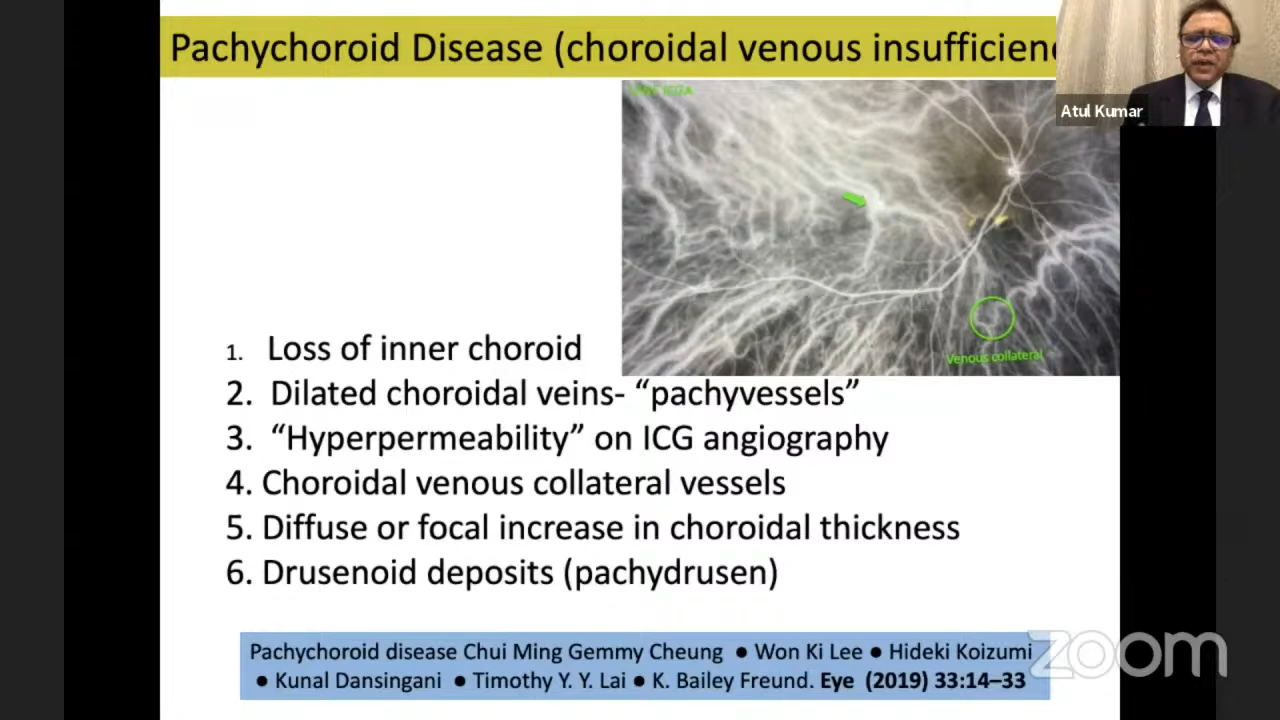 Pachychoroid Disease (choroidal venous insufficienc
Atul Kumar
ICGA
Venous collateral
1. Loss of inner choroid
2. Dilated choroidal veins- “pachyvessels”
3. “Hyperpermeability” on ICG angiography
4. Choroidal venous collateral vessels
5. Diffuse or focal increase in choroidal thickness
6. Drusenoid deposits (pachydrusen)
Pachychoroid disease Chui Ming Gemmy Cheung ● Won Ki Lee ● Hideki Koizumi
● Kunal Dansingani ● Timothy Y. Y. Lai ● K. Bailey Freund. Eye (2019) 33:14–33
zoom